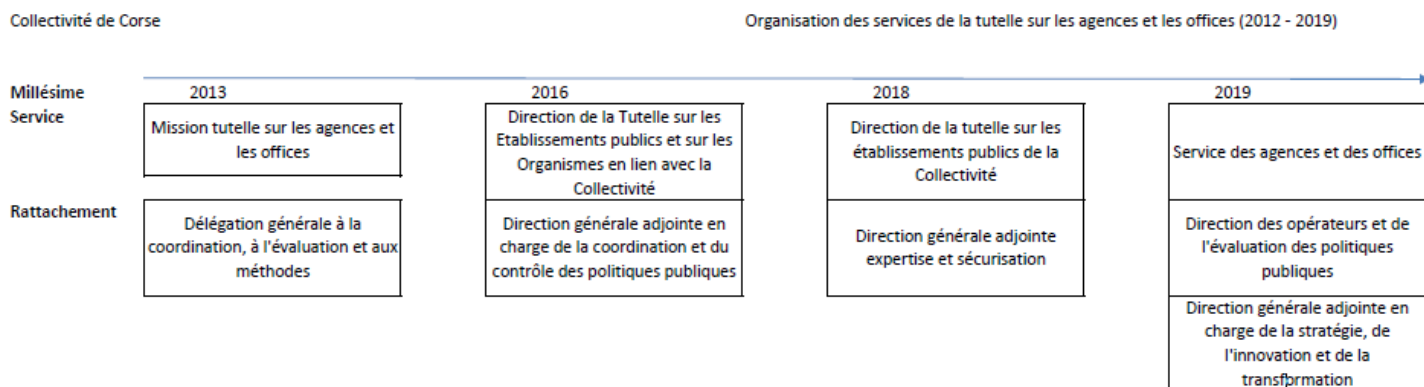 Collectivité de Corse
Organisation des services de la tutelle sur les agences et les offices (2012 - 2019)
Millésime
2013
2016
2018
2019
Service
Mission tutelle sur les agences et
les offices
Direction de la Tutelle sur les
Etablissements publics et sur les
Organismes en lien avec la
Collectivité
Direction de la tutelle sur les
établissements publics de la
Collectivité
Service des agences et des offices
Rattachement
Délégation générale à la
coordination, à l'évaluation et aux
méthodes
Direction générale adjointe en
charge de la coordination et du
contrôle des politiques publiques
Direction générale adjointe
expertise et sécurisation
Direction des opérateurs et de
l'évaluation des politiques
publiques
Direction générale adjointe en
charge de la stratégie, de
l'innovation et de la
transformation